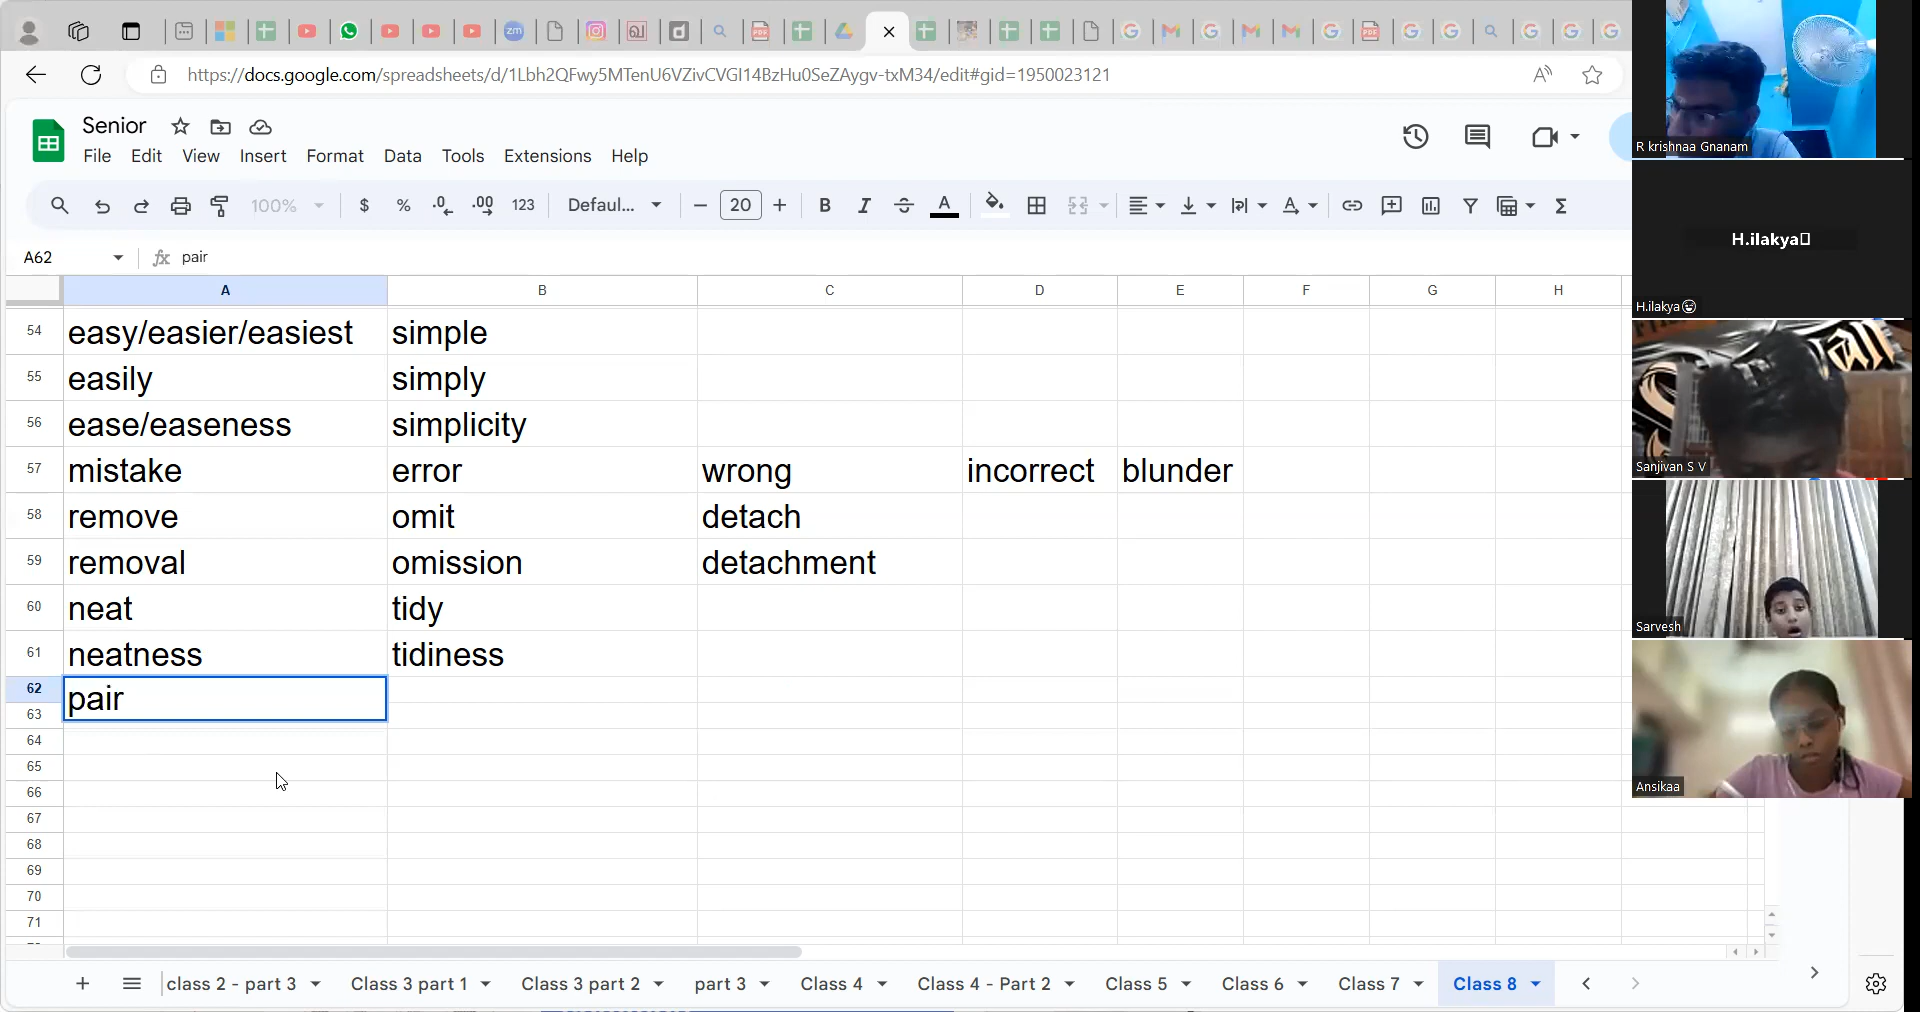 https://docs.google.com/spreadsheets/d/1Lbh2QFwy5MTenU6VZivCVGI14BzHu0SeZAygv-txM34/edit#gid=1950023121
Senior
File Edit View Insert Format Data Tools Extensions Help
100% $ % .0 .00 123 Defaul... 20 B I A
A62 fx pair
A B C D E F G H
54 easy/easier/easiest simple
55 easily simply
56 ease/easeness simplicity
57 mistake error wrong incorrect blunder
58 remove omit detach
59 removal omission detachment
60 neat tidy
61 neatness tidiness
62 pair
63
64
65
66
67
68
69
70
71
class 2 - part 3 Class 3 part 1 Class 3 part 2 part 3 Class 4 Class 4 - Part 2 Class 5 Class 6 Class 7 Class 8
R krishnaa Gnanam
H.ilakya
H.ilakya
Sanjivan S V
Sarvesh
Ansikaa